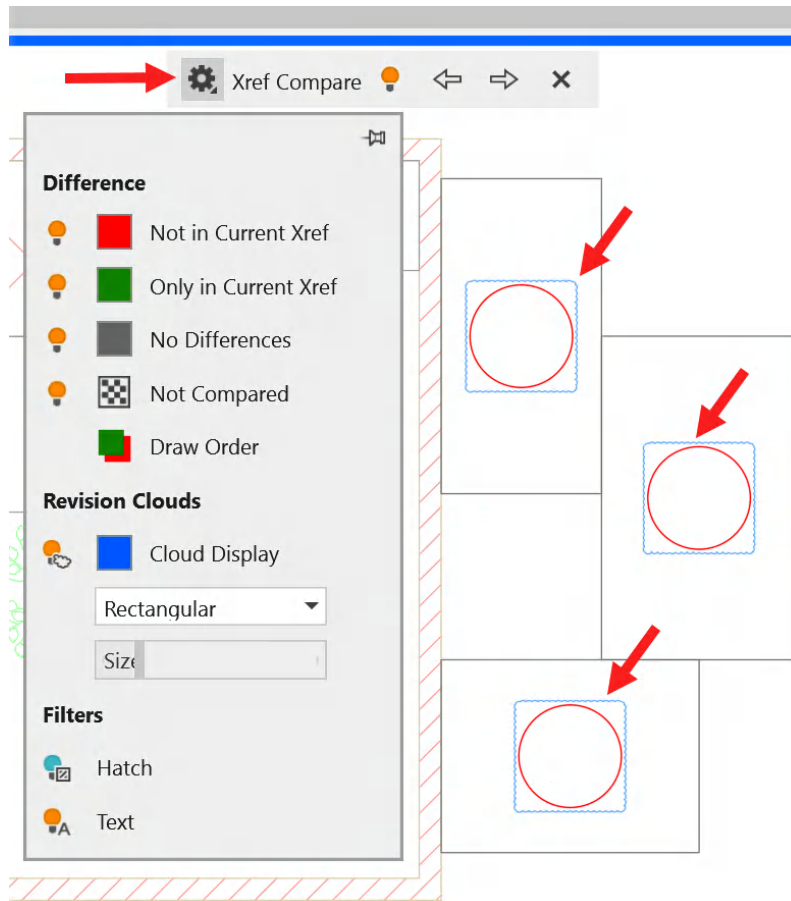 Xref Compare
Difference
Not in Current Xref
Only in Current Xref
No Differences
Not Compared
Draw Order
Revision Clouds
Cloud Display
Rectangular
Size
Filters
Hatch
A Text